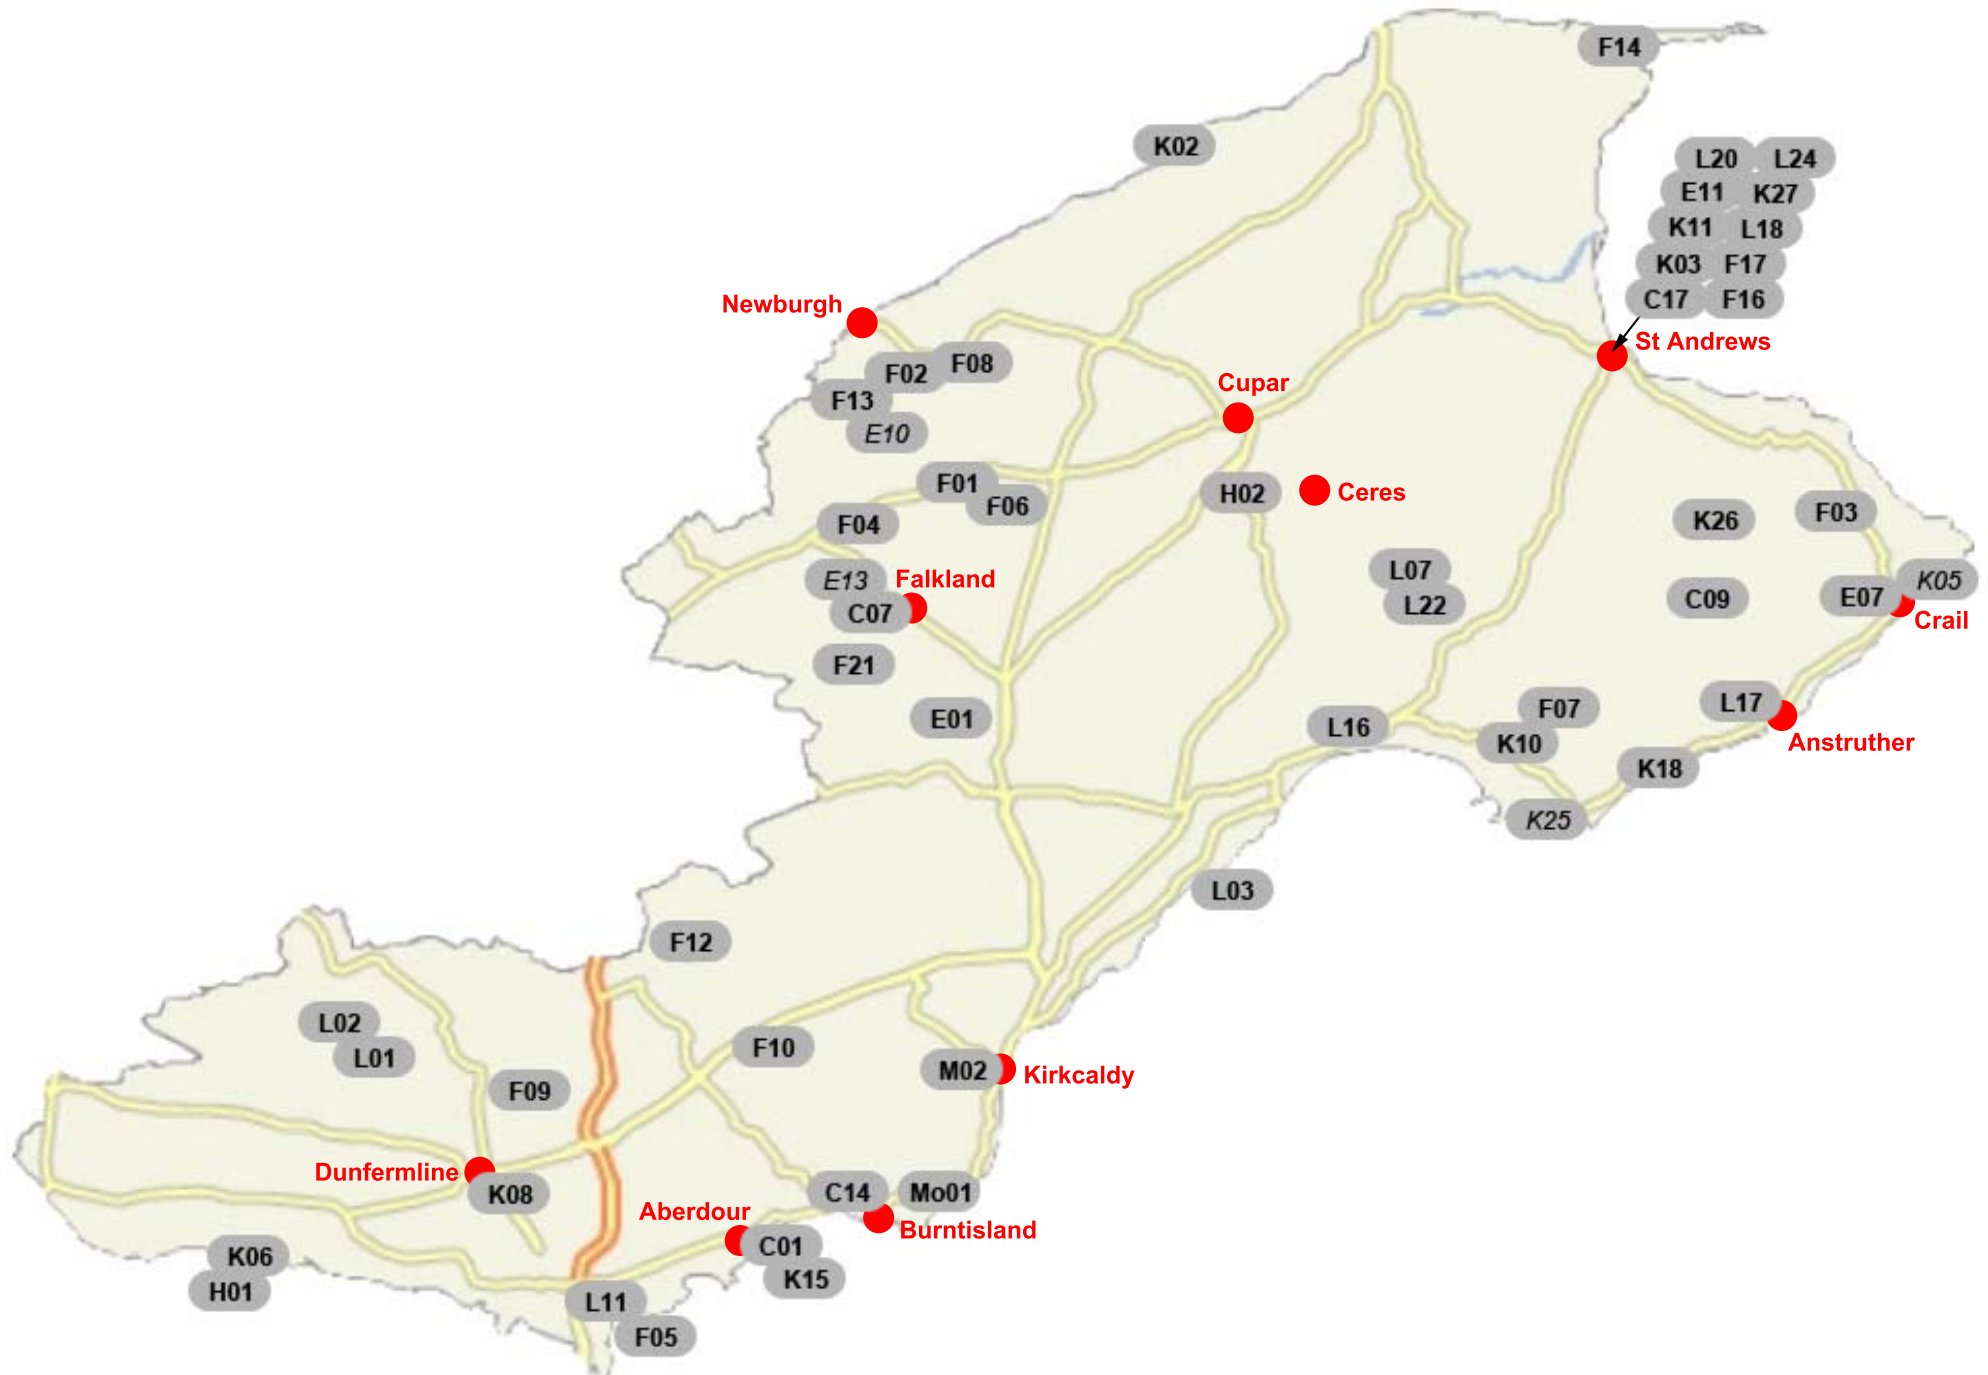 F14
K02
L20 L24
E11 K27
K11 L18
K03 F17
C17 F16
Newburgh
St Andrews
F02 F08
Cupar
F13
E10
F01
H02
Ceres
F06
F04
K26
F03
E13
Falkland
L07
K05
C07
L22
C09
E07
Crail
F21
E01
L16
F07
L17
K10
Anstruther
K18
K25
L03
F12
L02
L01
F10
M02
Kirkcaldy
F09
Dunfermline
K08
C14
Mo01
Aberdour
Burntisland
C01
K06
K15
H01
L11
F05